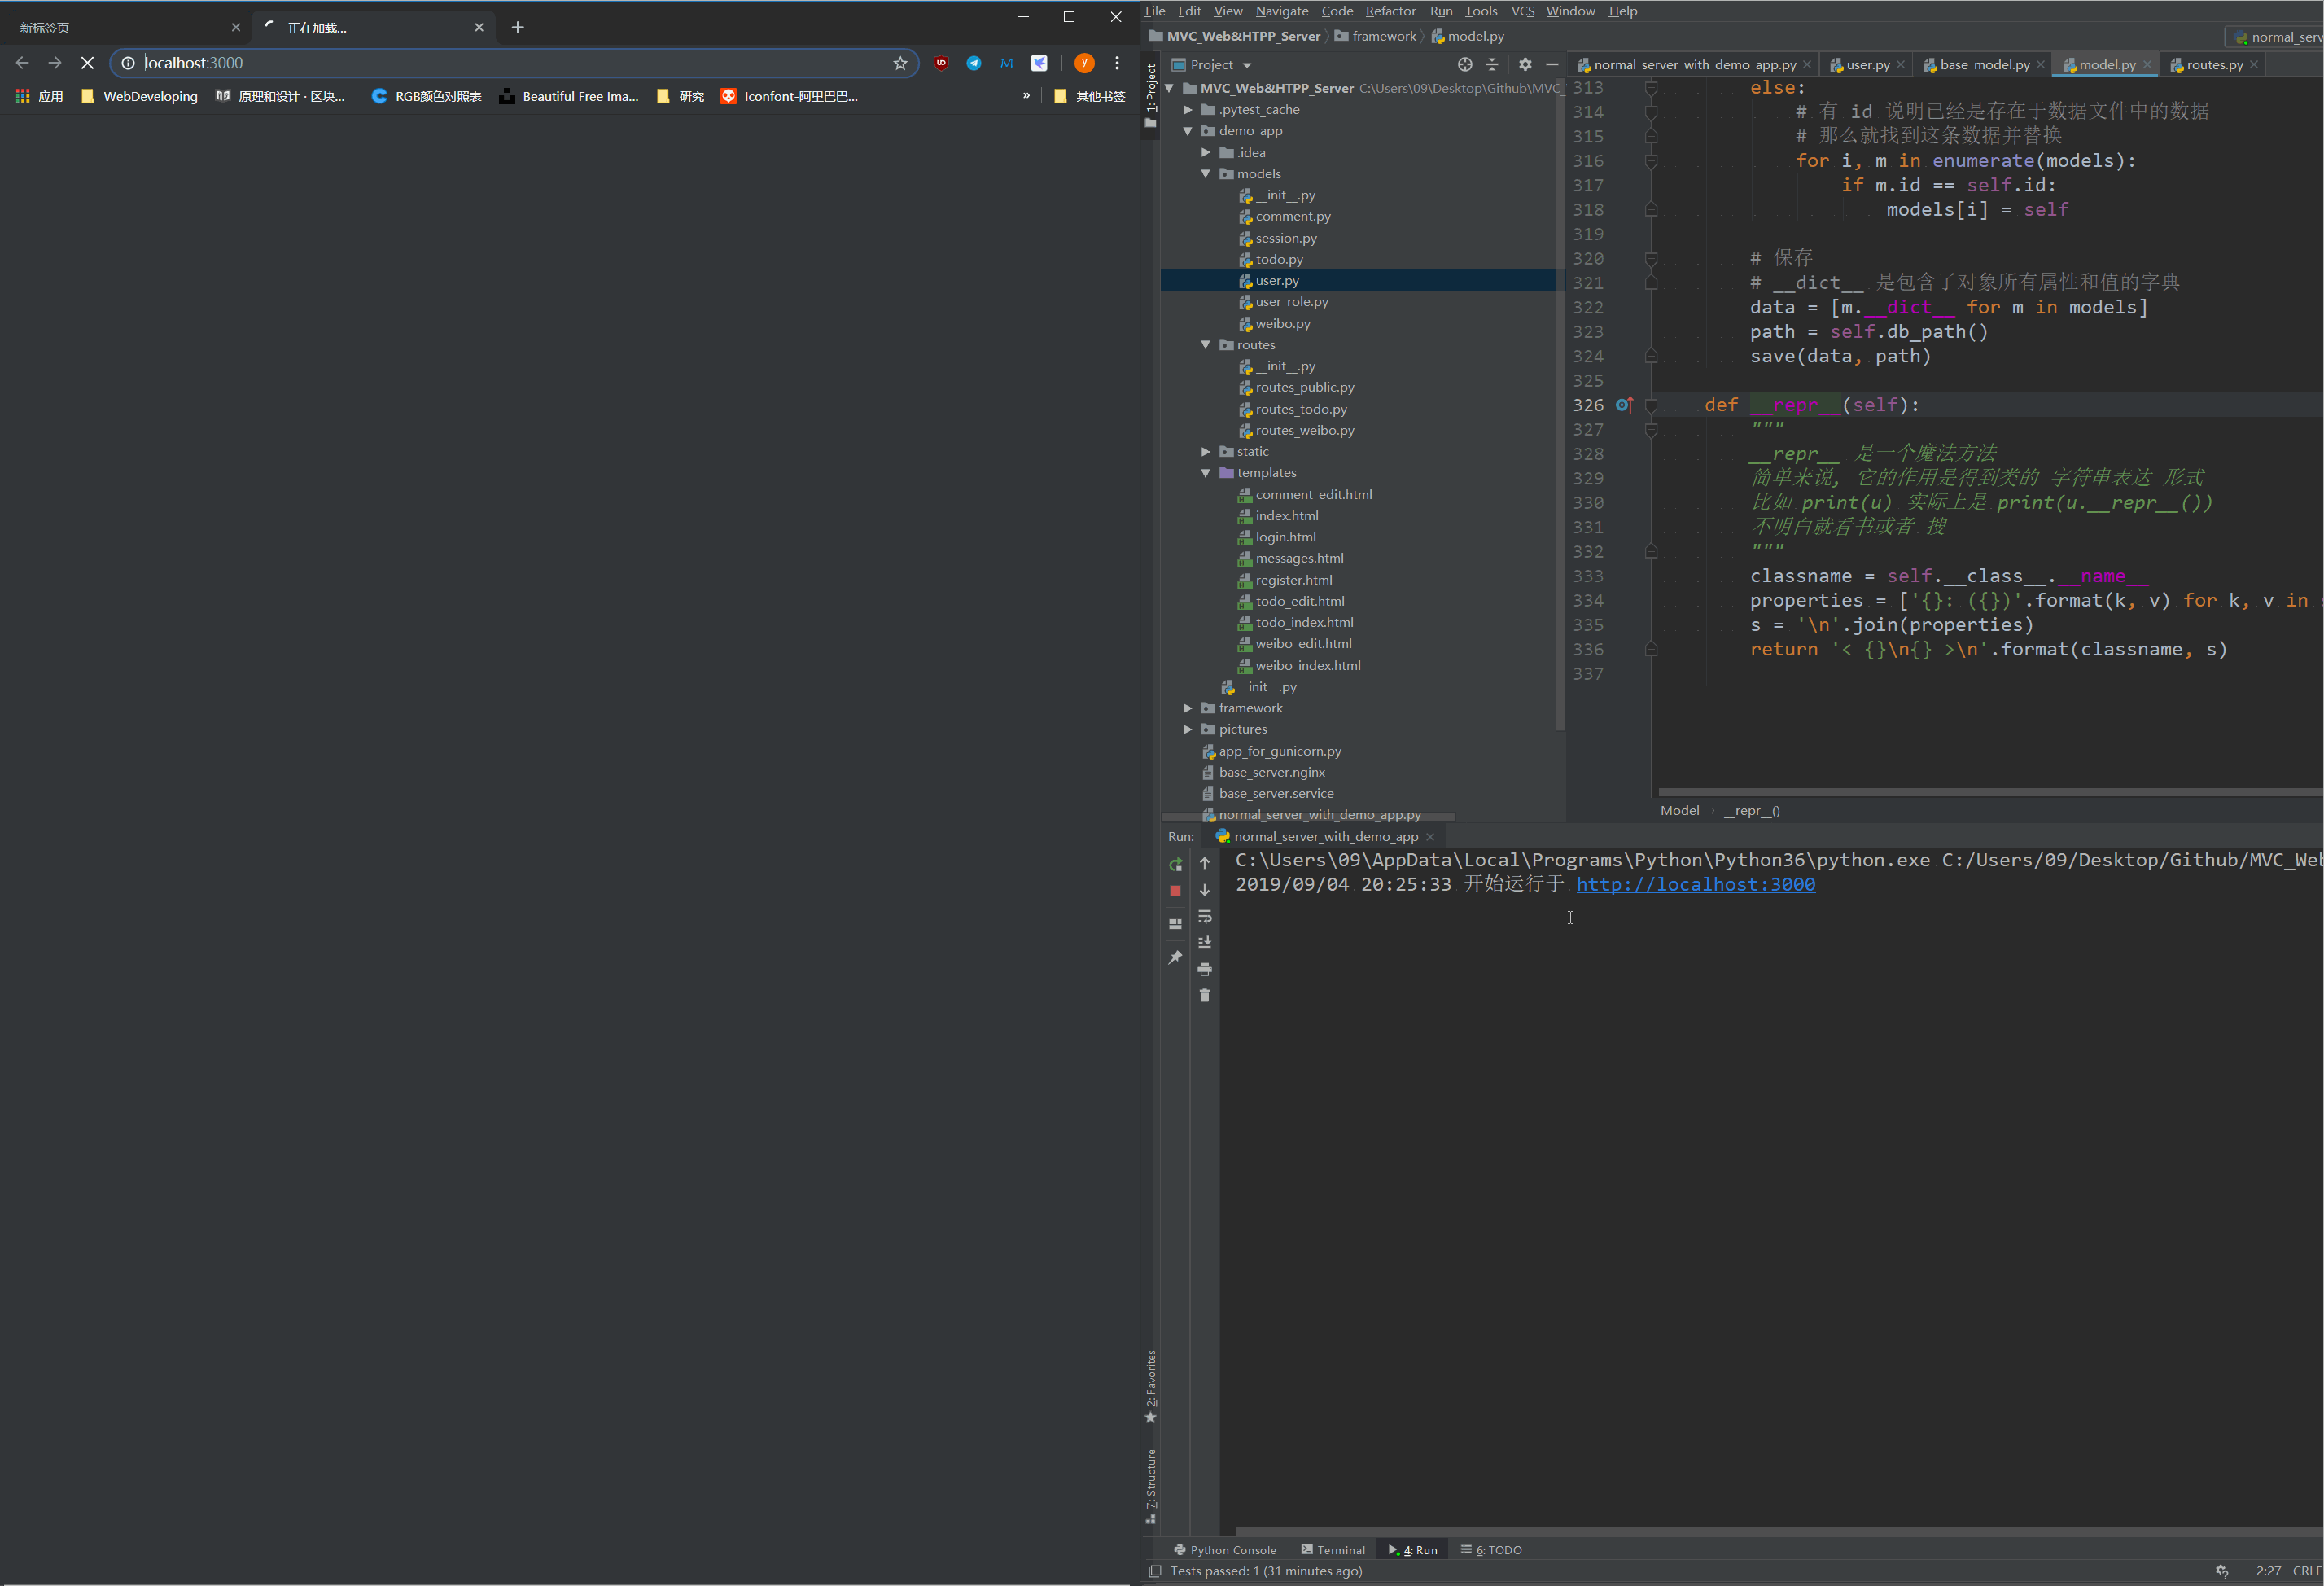 新标签页
正在加载...
localhost:3000
应用 WebDeveloping 原理和设计 · 区块... RGB颜色对照表 Beautiful Free Ima... 研究 Iconfont-阿里巴巴... » 其他书签
File Edit View Navigate Code Refactor Run Tools VCS Window Help
MVC_Web&HTPP_Server framework model.py
normal_serv
1: Project
Project
MVC_Web&HTPP_Server C:\Users\09\Desktop\Github\MVC_
.pytest_cache
demo_app
.idea
models
__init__.py
comment.py
session.py
todo.py
user.py
user_role.py
weibo.py
routes
__init__.py
routes_public.py
routes_todo.py
routes_weibo.py
static
templates
comment_edit.html
index.html
login.html
messages.html
register.html
todo_edit.html
todo_index.html
weibo_edit.html
weibo_index.html
__init__.py
framework
pictures
app_for_gunicorn.py
base_server.nginx
base_server.service
normal_server_with_demo_app.py
normal_server_with_demo_app.py user.py base_model.py model.py routes.py
313 else:
314 # 有 id 说明已经是存在于数据文件中的数据
315 # 那么就找到这条数据并替换
316 for i, m in enumerate(models):
317 if m.id == self.id:
318 models[i] = self
319
320 # 保存
321 # __dict__ 是包含了对象所有属性和值的字典
322 data = [m.__dict__ for m in models]
323 path = self.db_path()
324 save(data, path)
325
326 def __repr__(self):
327 """
328 __repr__ 是一个魔法方法
329 简单来说, 它的作用是得到类的 字符串表达 形式
330 比如 print(u) 实际上是 print(u.__repr__())
331 不明白就看书或者 搜
332 """
333 classname = self.__class__.__name__
334 properties = ['{}: ({})'.format(k, v) for k, v in
335 s = '\n'.join(properties)
336 return '< {}\n{} >\n'.format(classname, s)
337
Model __repr__()
Run: normal_server_with_demo_app
C:\Users\09\AppData\Local\Programs\Python\Python36\python.exe C:/Users/09/Desktop/Github/MVC_Web
2019/09/04 20:25:33 开始运行于 http://localhost:3000
2: Favorites
7: Structure
Python Console Terminal 4: Run 6: TODO
Tests passed: 1 (31 minutes ago)
2:27 CRLF